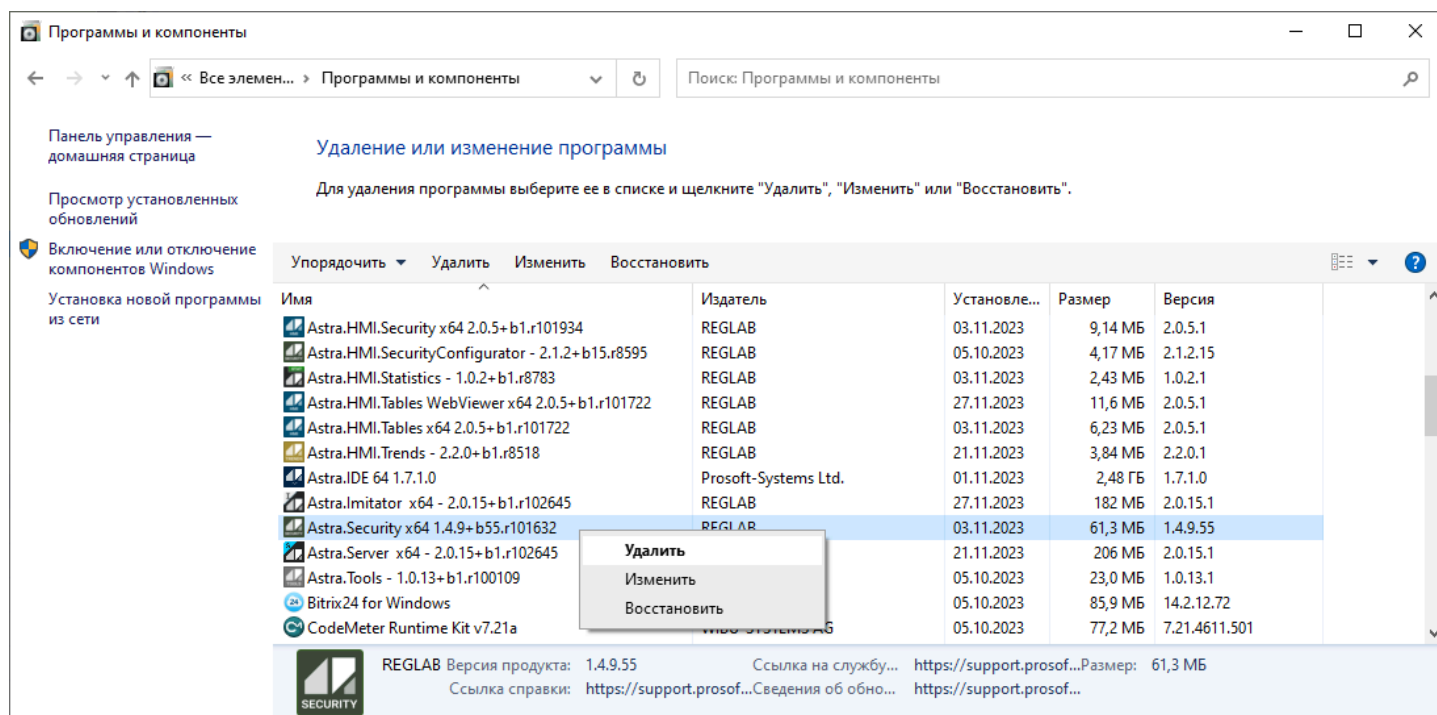 Программы и компоненты
« Все элемен... › Программы и компоненты
Поиск: Программы и компоненты
Панель управления —
домашняя страница
Просмотр установленных
обновлений
Включение или отключение
компонентов Windows
Установка новой программы
из сети
Удаление или изменение программы
Для удаления программы выберите ее в списке и щелкните "Удалить", "Изменить" или "Восстановить".
Упорядочить Удалить Изменить Восстановить ?
Имя Издатель Установле... Размер Версия
Astra.HMI.Security x64 2.0.5+b1.r101934 REGLAB 03.11.2023 9,14 МБ 2.0.5.1
Astra.HMI.SecurityConfigurator - 2.1.2+b15.r8595 REGLAB 05.10.2023 4,17 МБ 2.1.2.15
Astra.HMI.Statistics - 1.0.2+b1.r8783 REGLAB 03.11.2023 2,43 МБ 1.0.2.1
Astra.HMI.Tables WebViewer x64 2.0.5+b1.r101722 REGLAB 27.11.2023 11,6 МБ 2.0.5.1
Astra.HMI.Tables x64 2.0.5+b1.r101722 REGLAB 03.11.2023 6,23 МБ 2.0.5.1
Astra.HMI.Trends - 2.2.0+b1.r8518 REGLAB 21.11.2023 3,84 МБ 2.2.0.1
Astra.IDE 64 1.7.1.0 Prosoft-Systems Ltd. 01.11.2023 2,48 ГБ 1.7.1.0
Astra.Imitator x64 - 2.0.15+b1.r102645 REGLAB 27.11.2023 182 МБ 2.0.15.1
Astra.Security x64 1.4.9+b55.r101632 REGLAB 03.11.2023 61,3 МБ 1.4.9.55
Astra.Server x64 - 2.0.15+b1.r102645 21.11.2023 206 МБ 2.0.15.1
Astra.Tools - 1.0.13+b1.r100109 05.10.2023 23,0 МБ 1.0.13.1
24 Bitrix24 for Windows 05.10.2023 85,9 МБ 14.2.12.72
CodeMeter Runtime Kit v7.21a WIBU-SYSTEMS AG 05.10.2023 77,2 МБ 7.21.4611.501
Удалить
Изменить
Восстановить
REGLAB Версия продукта: 1.4.9.55 Ссылка на службу... https://support.prosof... Размер: 61,3 МБ
Ссылка справки: https://support.prosof... Сведения об обно... https://support.prosof...
SECURITY